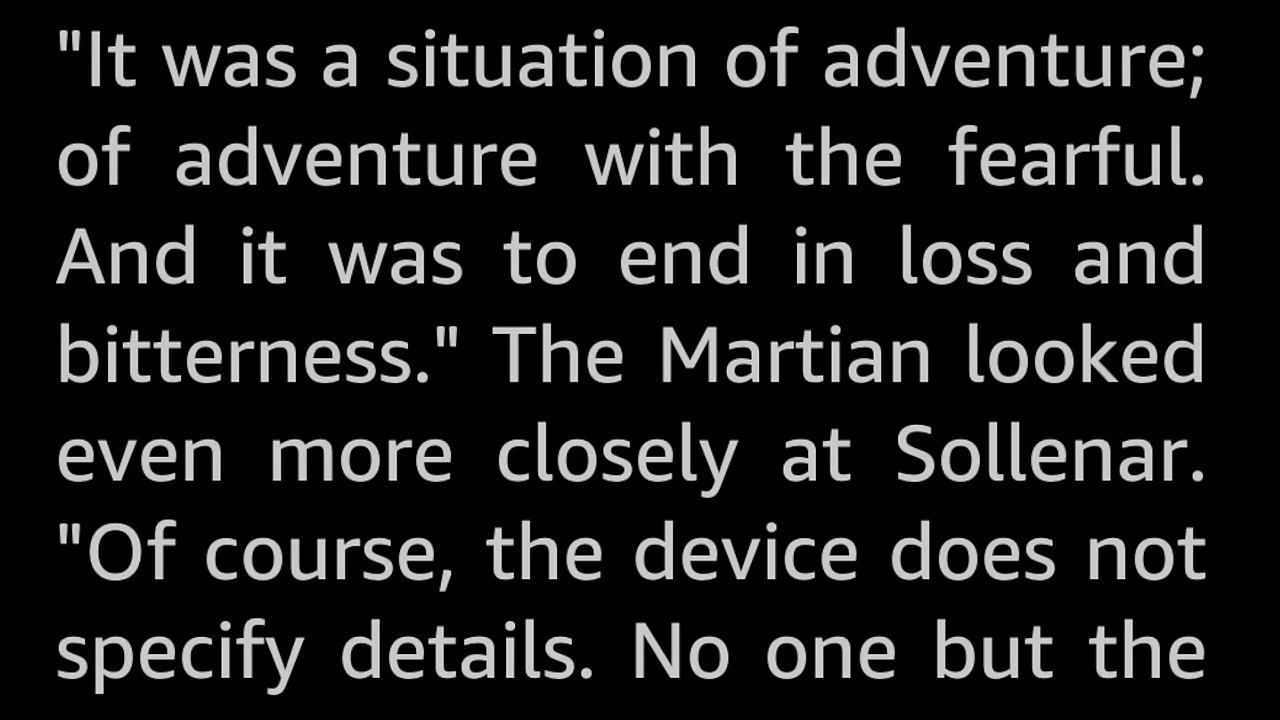 "It was a situation of adventure;
of adventure with the fearful.
And it was to end in loss and
bitterness." The Martian looked
even more closely at Sollenar.
"Of course, the device does not
specify details. No one but the